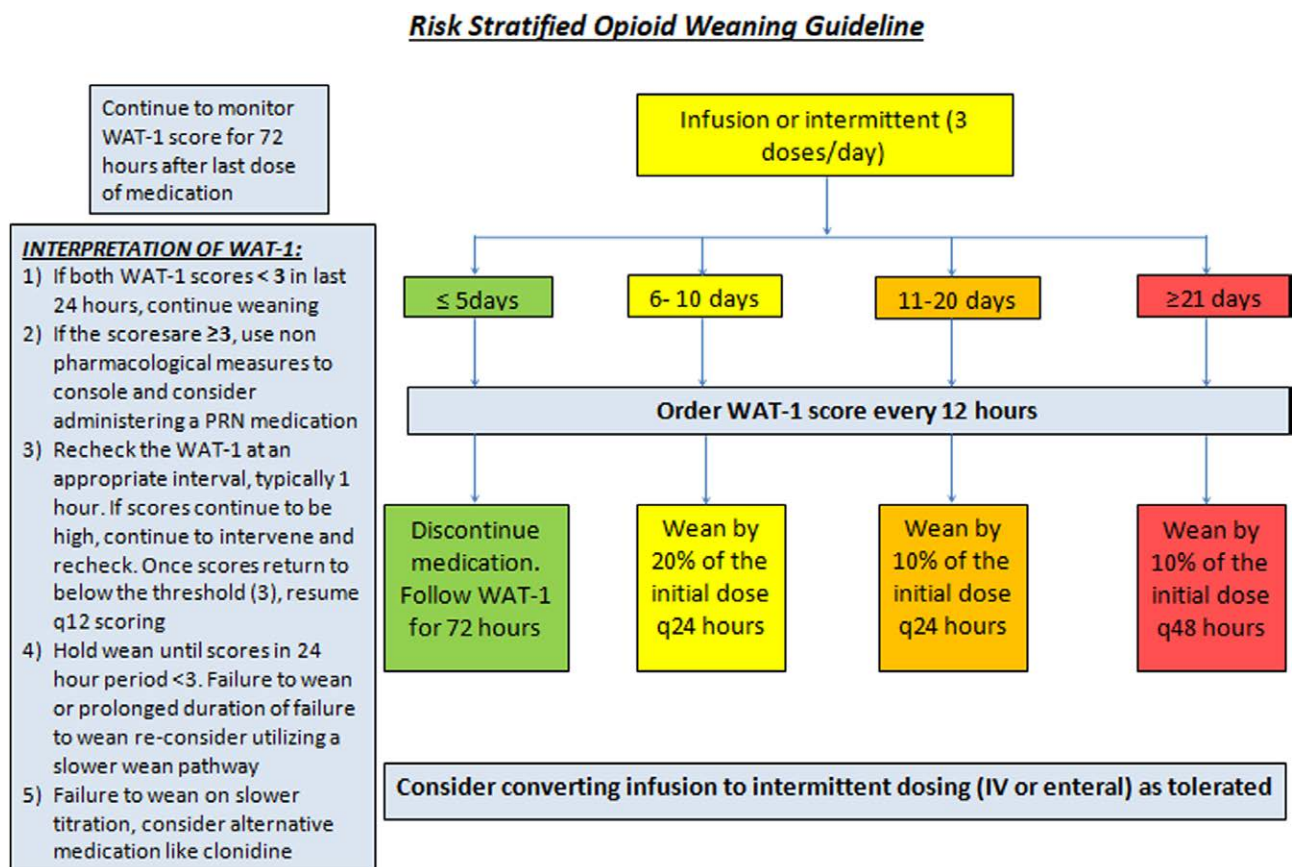 Risk Stratified Opioid Weaning Guideline
Continue to monitor
WAT-1 score for 72
hours after last dose
of medication
Infusion or intermittent (3
doses/day)
INTERPRETATION OF WAT-1:
1) If both WAT-1 scores < 3 in last
24 hours, continue weaning
2) If the scoresare ≥3, use non
pharmacological measures to
console and consider
administering a PRN medication
3) Recheck the WAT-1 at an
appropriate interval, typically 1
hour. If scores continue to be
high, continue to intervene and
recheck. Once scores return to
below the threshold (3), resume
q12 scoring
4) Hold wean until scores in 24
hour period <3. Failure to wean
or prolonged duration of failure
to wean re-consider utilizing a
slower wean pathway
5) Failure to wean on slower
titration, consider alternative
medication like clonidine
≤ 5days
6- 10 days
11-20 days
≥21 days
Order WAT-1 score every 12 hours
Discontinue
medication.
Follow WAT-1
for 72 hours
Wean by
20% of the
initial dose
q24 hours
Wean by
10% of the
initial dose
q24 hours
Wean by
10% of the
initial dose
q48 hours
Consider converting infusion to intermittent dosing (IV or enteral) as tolerated